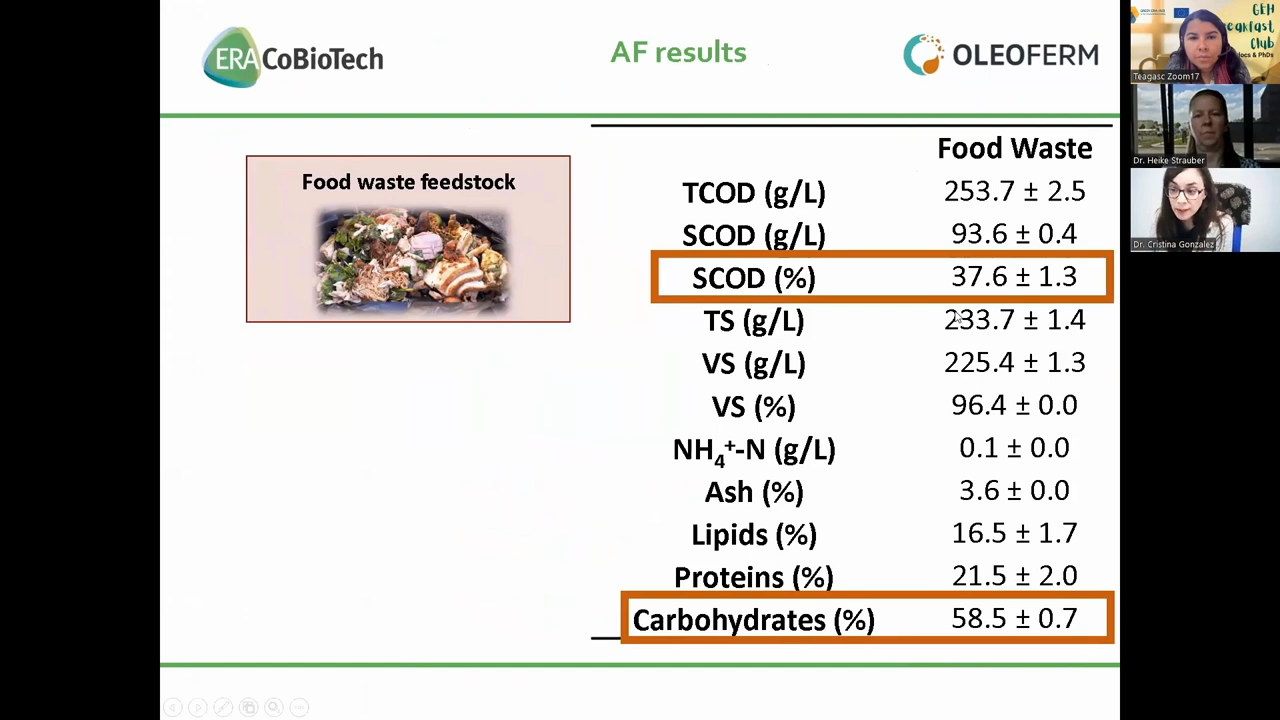 ERA CoBioTech
AF results
OLEOFERM
Food waste feedstock
Food Waste
TCOD (g/L) 253.7 ± 2.5
SCOD (g/L) 93.6 ± 0.4
SCOD (%) 37.6 ± 1.3
TS (g/L) 233.7 ± 1.4
VS (g/L) 225.4 ± 1.3
VS (%) 96.4 ± 0.0
NH₄⁺-N (g/L) 0.1 ± 0.0
Ash (%) 3.6 ± 0.0
Lipids (%) 16.5 ± 1.7
Proteins (%) 21.5 ± 2.0
Carbohydrates (%) 58.5 ± 0.7
GEH
Club
& PhDs
Teagasc Zoom17
Dr. Heike Strauber
Dr. Cristina Gonzalez